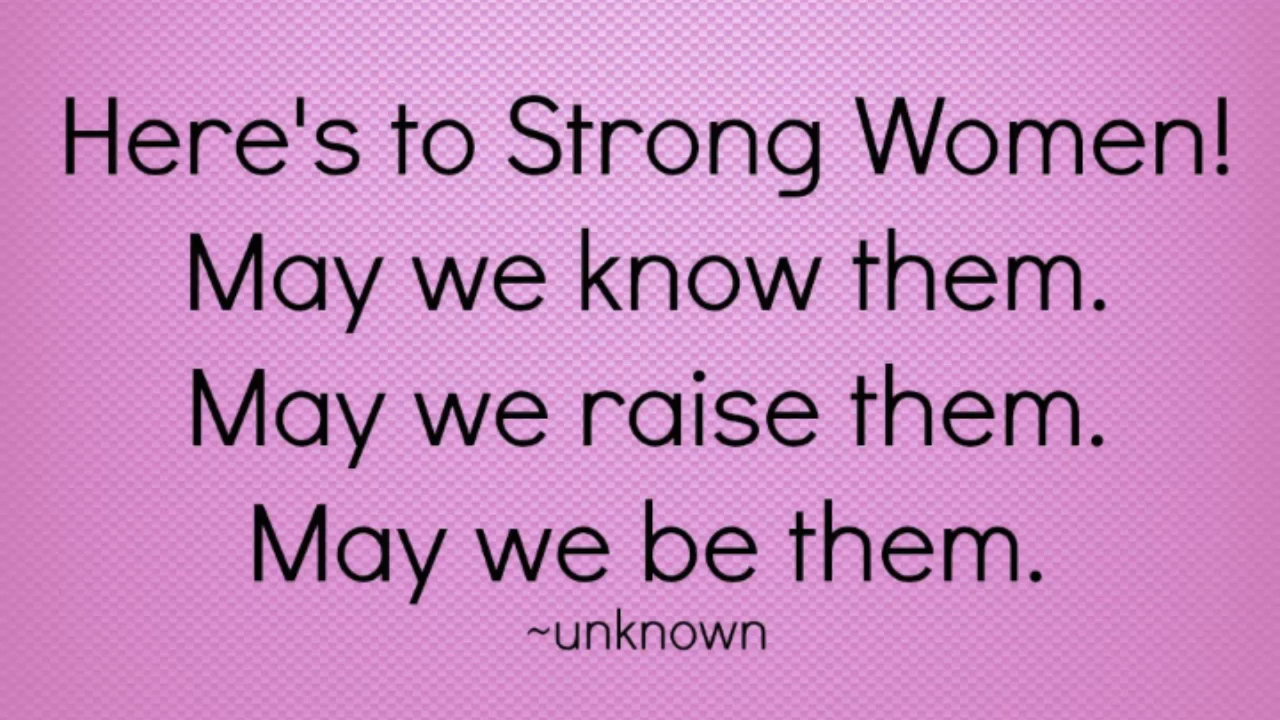 Here's to Strong Women!
May we know them.
May we raise them.
May we be them.
~unknown